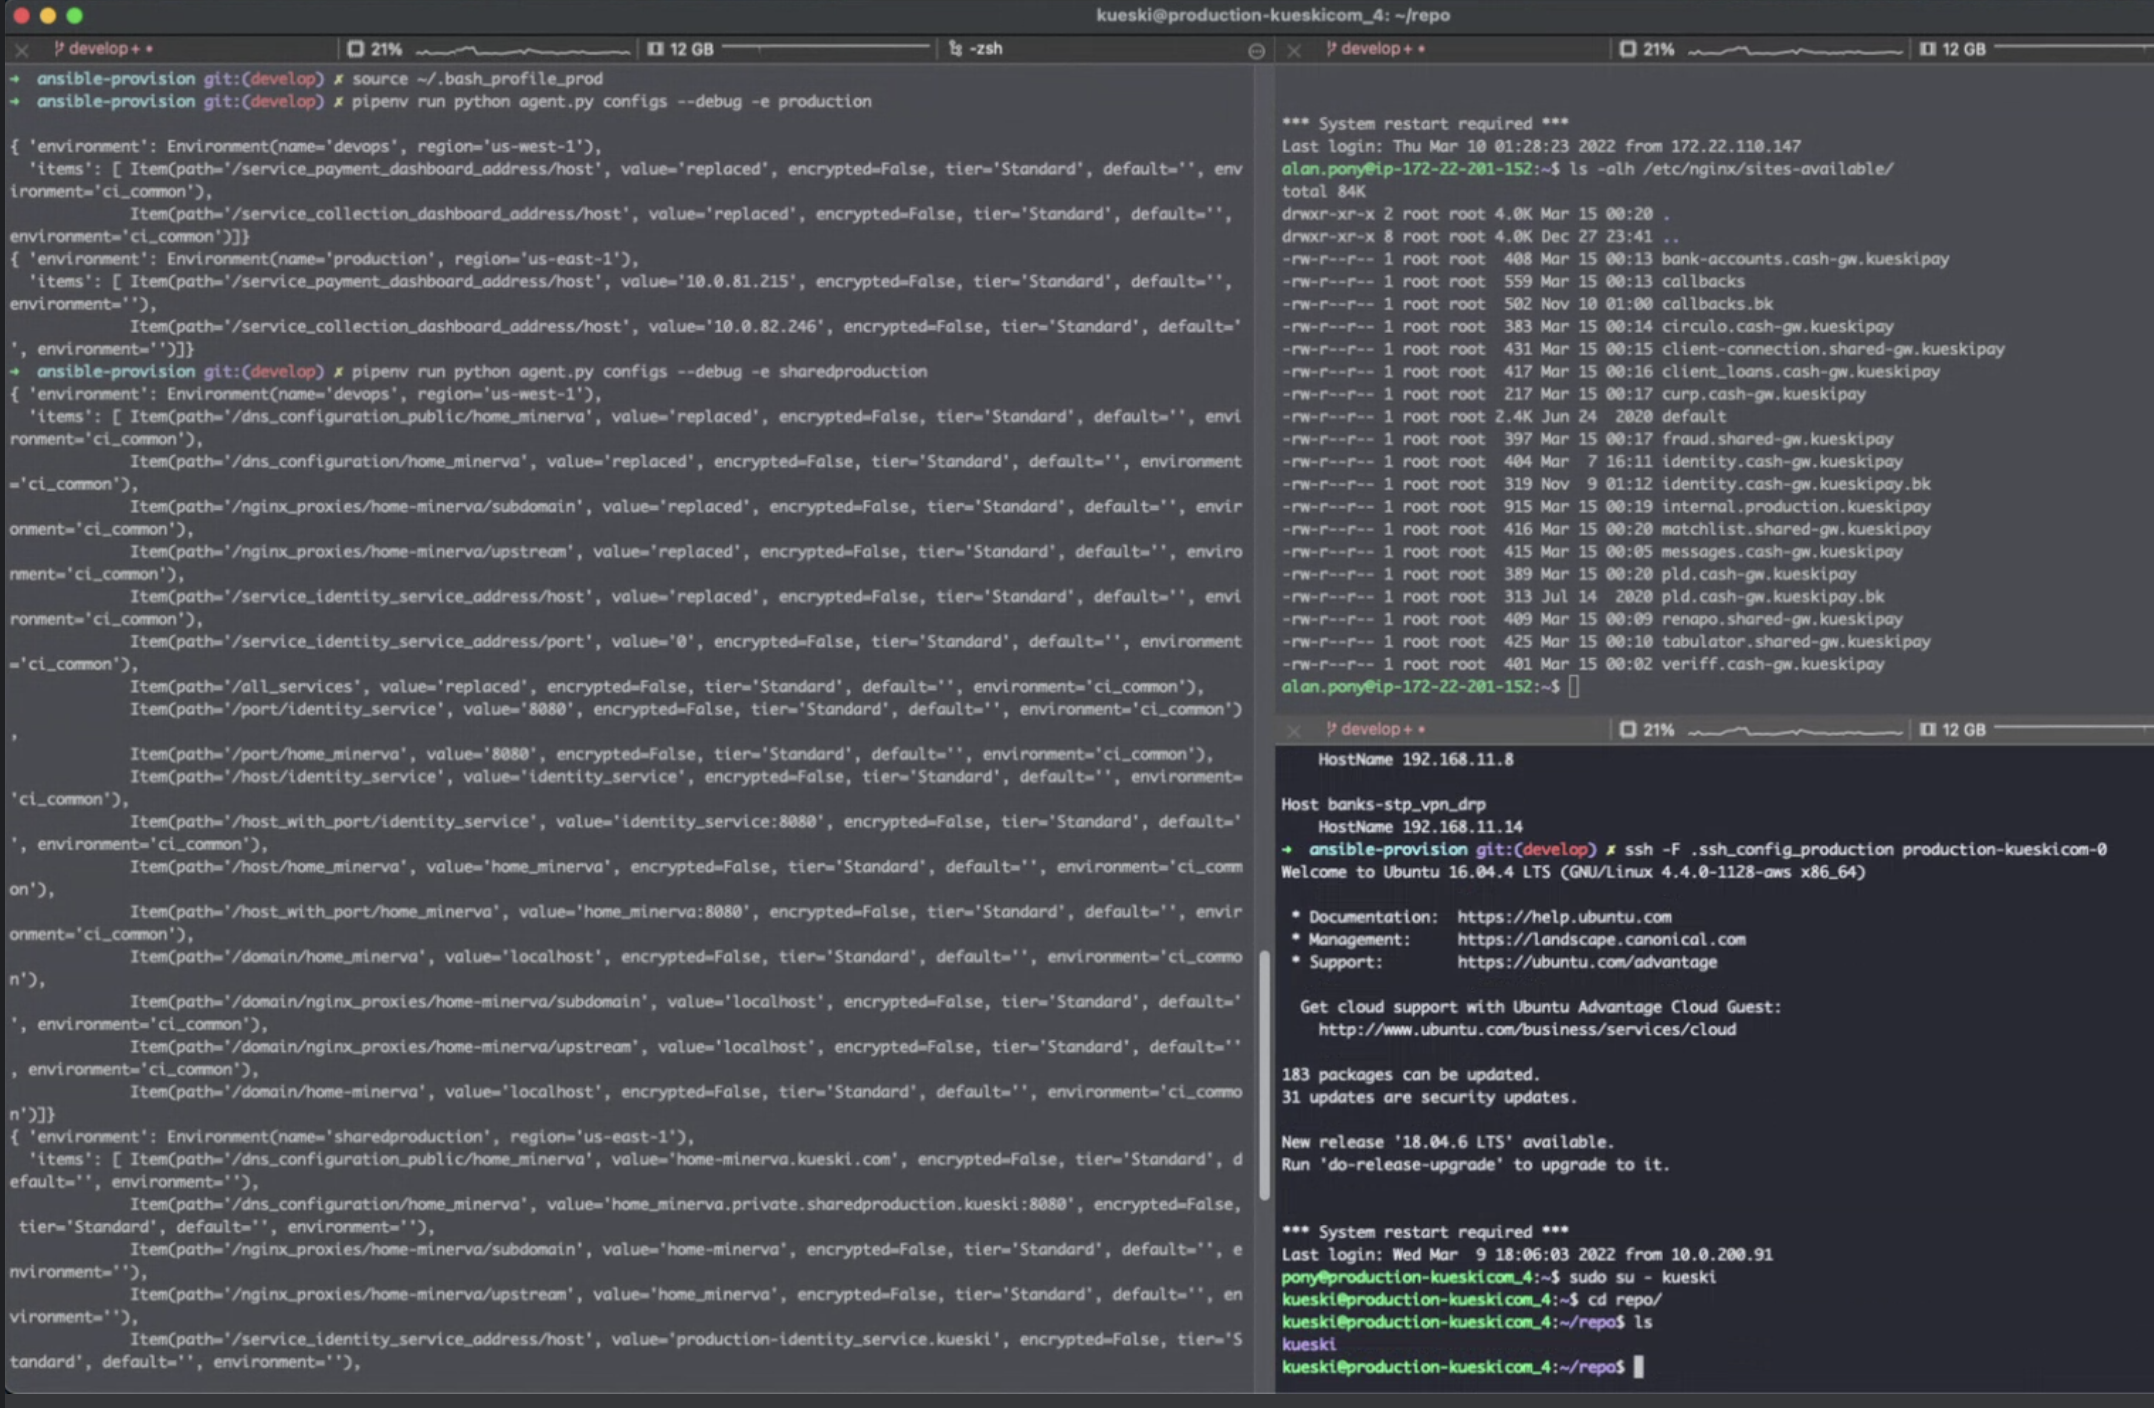 kueski@production-kueskicom_4: ~/repo
develop+ •
21%
12 GB
-zsh
➜ ansible-provision git:(develop) ✗ source ~/.bash_profile_prod
➜ ansible-provision git:(develop) ✗ pipenv run python agent.py configs --debug -e production
{ 'environment': Environment(name='devops', region='us-west-1'),
'items': [ Item(path='/service_payment_dashboard_address/host', value='replaced', encrypted=False, tier='Standard', default='', env
ironment='ci_common'),
Item(path='/service_collection_dashboard_address/host', value='replaced', encrypted=False, tier='Standard', default='',
environment='ci_common')]}
{ 'environment': Environment(name='production', region='us-east-1'),
'items': [ Item(path='/service_payment_dashboard_address/host', value='10.0.81.215', encrypted=False, tier='Standard', default='',
environment=''),
Item(path='/service_collection_dashboard_address/host', value='10.0.82.246', encrypted=False, tier='Standard', default='
', environment='')]}
➜ ansible-provision git:(develop) ✗ pipenv run python agent.py configs --debug -e sharedproduction
{ 'environment': Environment(name='devops', region='us-west-1'),
'items': [ Item(path='/dns_configuration_public/home_minerva', value='replaced', encrypted=False, tier='Standard', default='', envi
ronment='ci_common'),
Item(path='/dns_configuration/home_minerva', value='replaced', encrypted=False, tier='Standard', default='', environment
='ci_common'),
Item(path='/nginx_proxies/home-minerva/subdomain', value='replaced', encrypted=False, tier='Standard', default='', envir
onment='ci_common'),
Item(path='/nginx_proxies/home-minerva/upstream', value='replaced', encrypted=False, tier='Standard', default='', enviro
nment='ci_common'),
Item(path='/service_identity_service_address/host', value='replaced', encrypted=False, tier='Standard', default='', envi
ronment='ci_common'),
Item(path='/service_identity_service_address/port', value='0', encrypted=False, tier='Standard', default='', environment
='ci_common'),
Item(path='/all_services', value='replaced', encrypted=False, tier='Standard', default='', environment='ci_common'),
Item(path='/port/identity_service', value='8080', encrypted=False, tier='Standard', default='', environment='ci_common')
,
Item(path='/port/home_minerva', value='8080', encrypted=False, tier='Standard', default='', environment='ci_common'),
Item(path='/host/identity_service', value='identity_service', encrypted=False, tier='Standard', default='', environment=
'ci_common'),
Item(path='/host_with_port/identity_service', value='identity_service:8080', encrypted=False, tier='Standard', default='
', environment='ci_common'),
Item(path='/host/home_minerva', value='home_minerva', encrypted=False, tier='Standard', default='', environment='ci_comm
on'),
Item(path='/host_with_port/home_minerva', value='home_minerva:8080', encrypted=False, tier='Standard', default='', envir
onment='ci_common'),
Item(path='/domain/home_minerva', value='localhost', encrypted=False, tier='Standard', default='', environment='ci_commo
n'),
Item(path='/domain/nginx_proxies/home-minerva/subdomain', value='localhost', encrypted=False, tier='Standard', default='
', environment='ci_common'),
Item(path='/domain/nginx_proxies/home-minerva/upstream', value='localhost', encrypted=False, tier='Standard', default=''
, environment='ci_common'),
Item(path='/domain/home-minerva', value='localhost', encrypted=False, tier='Standard', default='', environment='ci_commo
n')]}
{ 'environment': Environment(name='sharedproduction', region='us-east-1'),
'items': [ Item(path='/dns_configuration_public/home_minerva', value='home-minerva.kueski.com', encrypted=False, tier='Standard', d
efault='', environment=''),
Item(path='/dns_configuration/home_minerva', value='home_minerva.private.sharedproduction.kueski:8080', encrypted=False,
tier='Standard', default='', environment=''),
Item(path='/nginx_proxies/home-minerva/subdomain', value='home-minerva', encrypted=False, tier='Standard', default='', e
nvironment=''),
Item(path='/nginx_proxies/home-minerva/upstream', value='home_minerva', encrypted=False, tier='Standard', default='', en
vironment=''),
Item(path='/service_identity_service_address/host', value='production-identity_service.kueski', encrypted=False, tier='S
tandard', default='', environment=''),
develop+ •
21%
12 GB
*** System restart required ***
Last login: Thu Mar 10 01:28:23 2022 from 172.22.110.147
alan.pony@ip-172-22-201-152:~$ ls -alh /etc/nginx/sites-available/
total 84K
drwxr-xr-x 2 root root 4.0K Mar 15 00:20 .
drwxr-xr-x 8 root root 4.0K Dec 27 23:41 ..
-rw-r--r-- 1 root root 408 Mar 15 00:13 bank-accounts.cash-gw.kueskipay
-rw-r--r-- 1 root root 559 Mar 15 00:13 callbacks
-rw-r--r-- 1 root root 502 Nov 10 01:00 callbacks.bk
-rw-r--r-- 1 root root 383 Mar 15 00:14 circulo.cash-gw.kueskipay
-rw-r--r-- 1 root root 431 Mar 15 00:15 client-connection.shared-gw.kueskipay
-rw-r--r-- 1 root root 417 Mar 15 00:16 client_loans.cash-gw.kueskipay
-rw-r--r-- 1 root root 217 Mar 15 00:17 curp.cash-gw.kueskipay
-rw-r--r-- 1 root root 2.4K Jun 24 2020 default
-rw-r--r-- 1 root root 397 Mar 15 00:17 fraud.shared-gw.kueskipay
-rw-r--r-- 1 root root 404 Mar 7 16:11 identity.cash-gw.kueskipay
-rw-r--r-- 1 root root 319 Nov 9 01:12 identity.cash-gw.kueskipay.bk
-rw-r--r-- 1 root root 915 Mar 15 00:19 internal.production.kueskipay
-rw-r--r-- 1 root root 416 Mar 15 00:20 matchlist.shared-gw.kueskipay
-rw-r--r-- 1 root root 415 Mar 15 00:05 messages.cash-gw.kueskipay
-rw-r--r-- 1 root root 389 Mar 15 00:20 pld.cash-gw.kueskipay
-rw-r--r-- 1 root root 313 Jul 14 2020 pld.cash-gw.kueskipay.bk
-rw-r--r-- 1 root root 409 Mar 15 00:09 renapo.shared-gw.kueskipay
-rw-r--r-- 1 root root 425 Mar 15 00:10 tabulator.shared-gw.kueskipay
-rw-r--r-- 1 root root 401 Mar 15 00:02 veriff.cash-gw.kueskipay
alan.pony@ip-172-22-201-152:~$
develop+ •
21%
12 GB
HostName 192.168.11.8
Host banks-stp_vpn_drp
HostName 192.168.11.14
➜ ansible-provision git:(develop) ✗ ssh -F .ssh_config_production production-kueskicom-0
Welcome to Ubuntu 16.04.4 LTS (GNU/Linux 4.4.0-1128-aws x86_64)
* Documentation: https://help.ubuntu.com
* Management: https://landscape.canonical.com
* Support: https://ubuntu.com/advantage
Get cloud support with Ubuntu Advantage Cloud Guest:
http://www.ubuntu.com/business/services/cloud
183 packages can be updated.
31 updates are security updates.
New release '18.04.6 LTS' available.
Run 'do-release-upgrade' to upgrade to it.
*** System restart required ***
Last login: Wed Mar 9 18:06:03 2022 from 10.0.200.91
pony@production-kueskicom_4:~$ sudo su - kueski
kueski@production-kueskicom_4:~$ cd repo/
kueski@production-kueskicom_4:~/repo$ ls
kueski
kueski@production-kueskicom_4:~/repo$